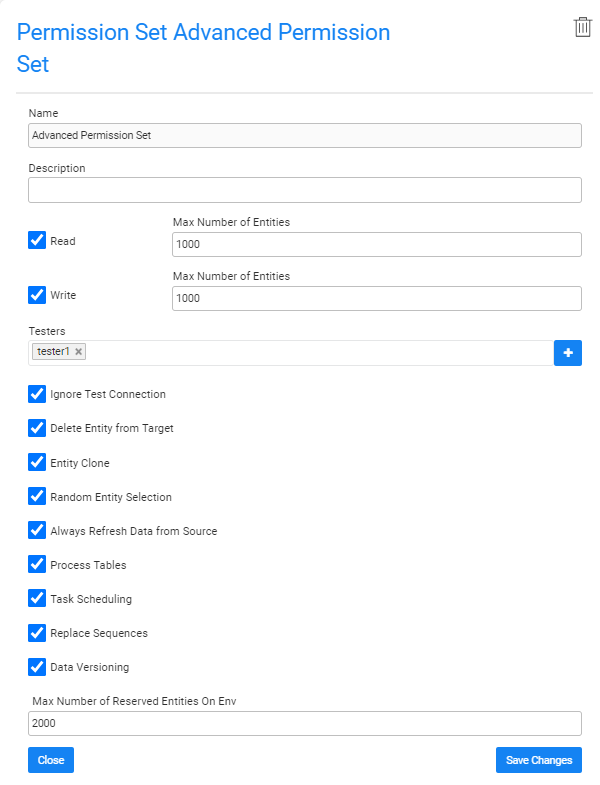 Permission Set Advanced Permission
Set
Name
Advanced Permission Set
Description
Max Number of Entities
Read
1000
Max Number of Entities
Write
1000
Testers
tester1 ×
+
Ignore Test Connection
Delete Entity from Target
Entity Clone
Random Entity Selection
Always Refresh Data from Source
Process Tables
Task Scheduling
Replace Sequences
Data Versioning
Max Number of Reserved Entities On Env
2000
Close Save Changes